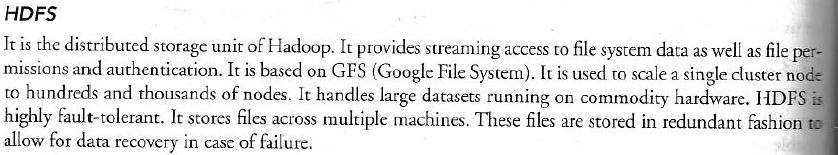 HDFS
It is the distributed storage unit of Hadoop. It provides streaming access to file system data as well as file per-
missions and authentication. It is based on GFS (Google File System). It is used to scale a single cluster node
to hundreds and thousands of nodes. It handles large datasets running on commodity hardware. HDFS is
highly fault-tolerant. It stores files across multiple machines. These files are stored in redundant fashion to
allow for data recovery in case of failure.